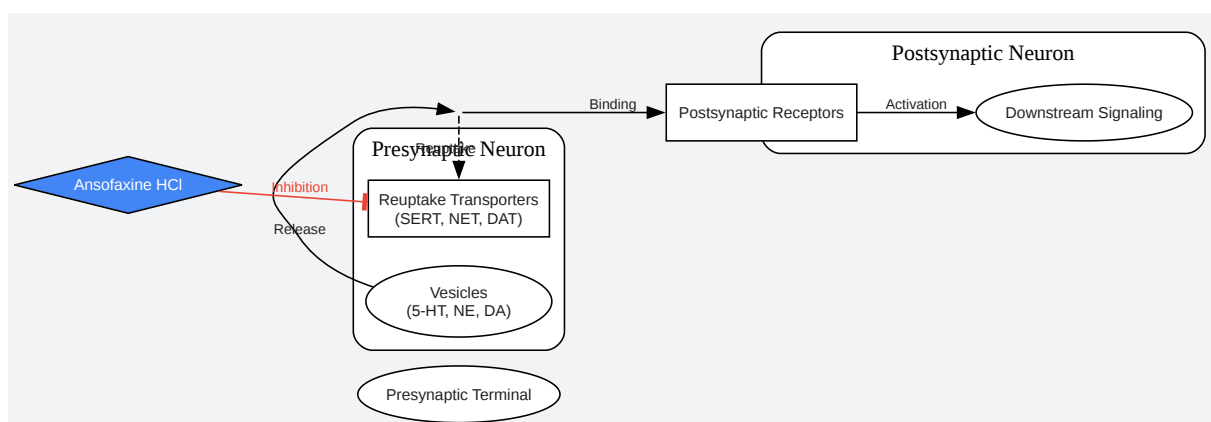 Postsynaptic Neuron
Binding
Postsynaptic Receptors
Activation
Downstream Signaling
Presynaptic Neuron
Reuptake
Ansofaxine HCl
Inhibition
Reuptake Transporters
(SERT, NET, DAT)
Release
Vesicles
(5-HT, NE, DA)
Presynaptic Terminal